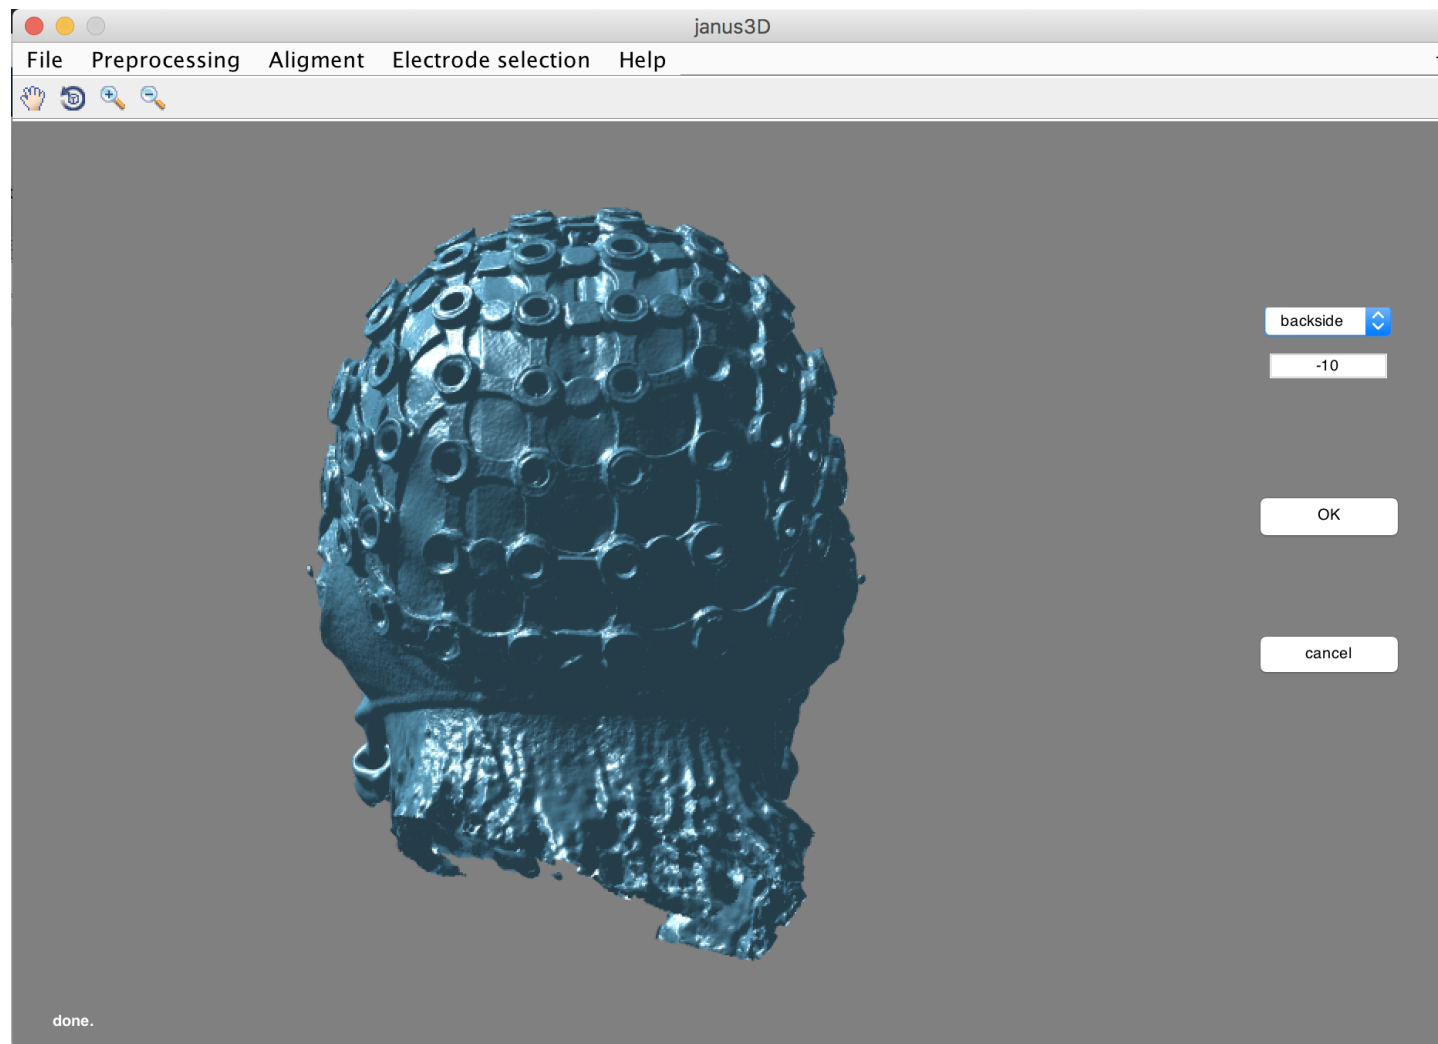 janus3D
File Preprocessing Aligment Electrode selection Help
backside
-10
OK
cancel
done.